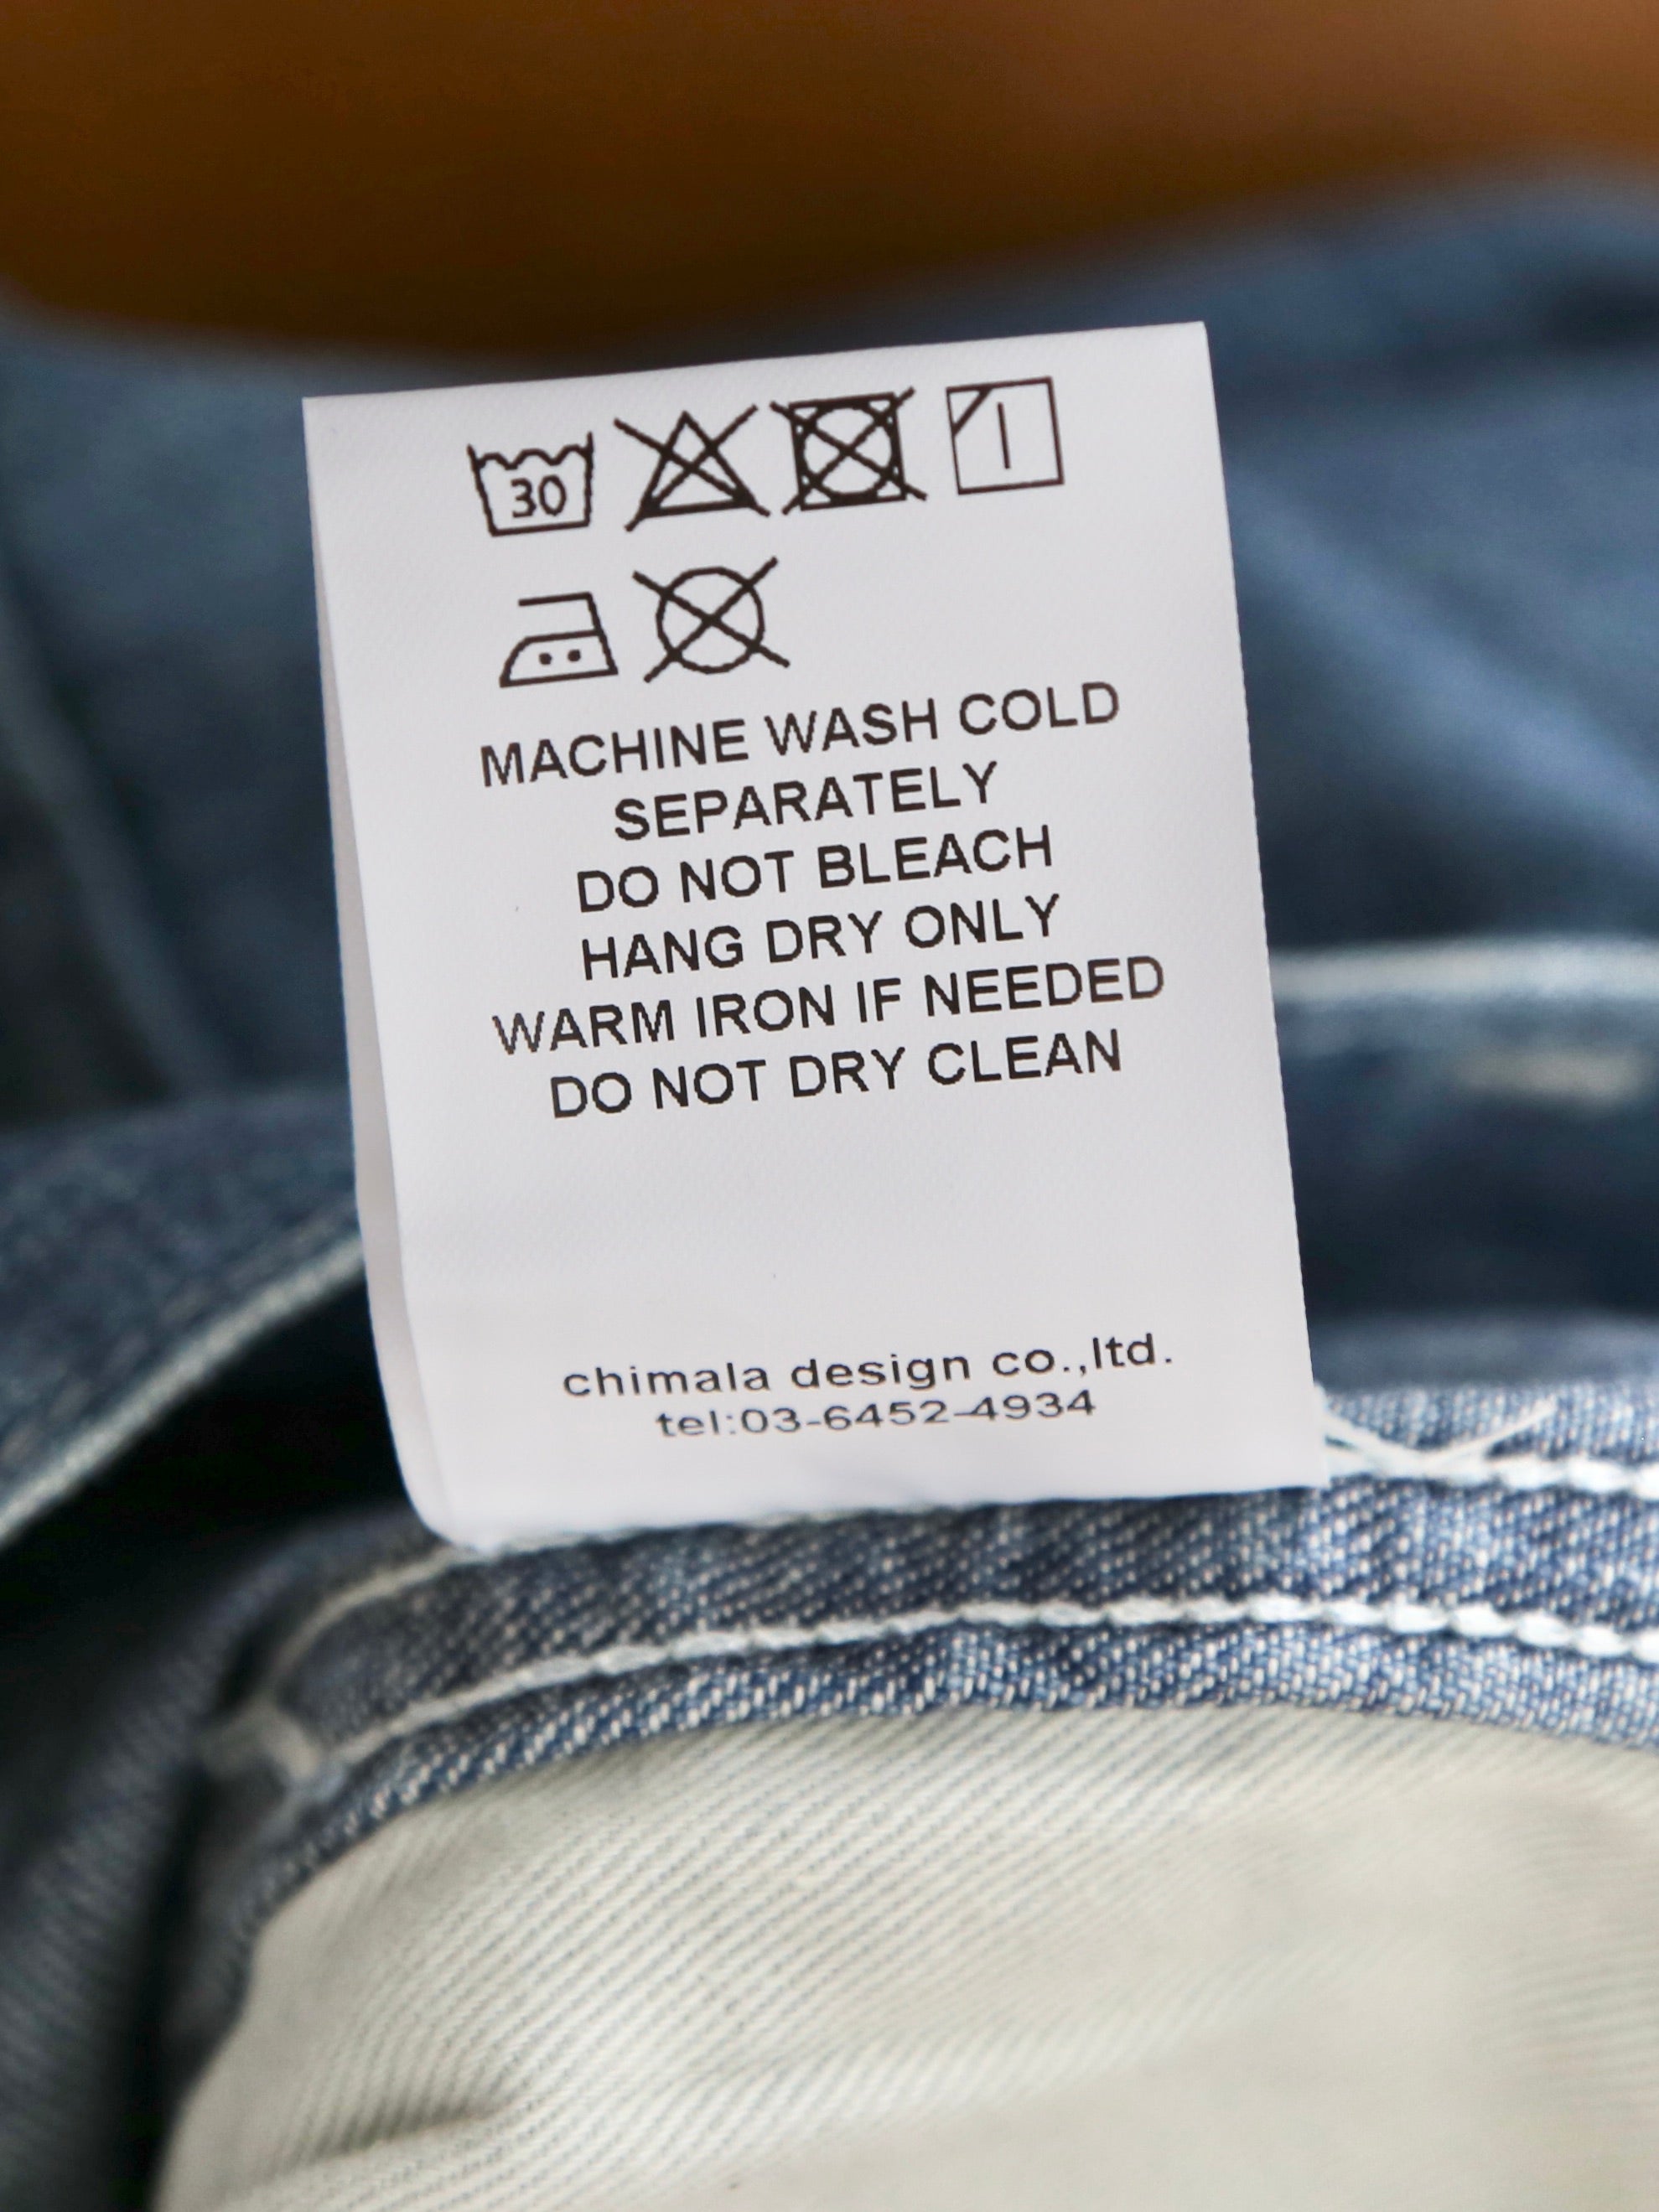 30
MACHINE WASH COLD
SEPARATELY
DO NOT BLEACH
HANG DRY ONLY
WARM IRON IF NEEDED
DO NOT DRY CLEAN
chimala design co.,ltd.
tel:03-6452-4934